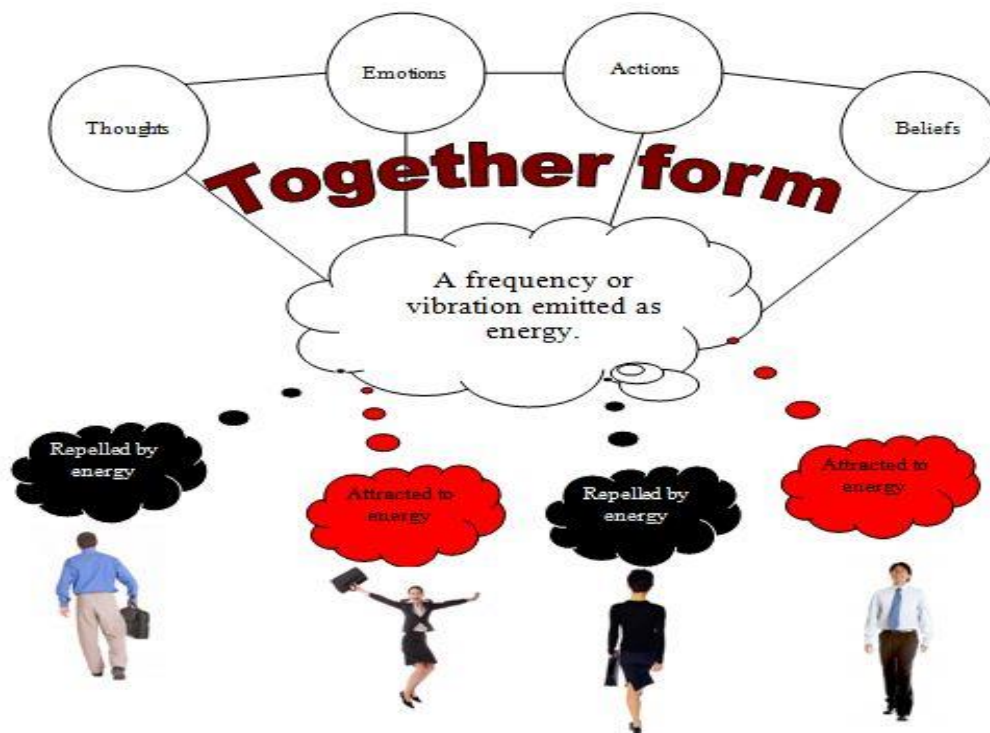 Thoughts
Emotions
Actions
Beliefs
Together form
A frequency or
vibration emitted as
energy.
Repelled by
energy
Attracted to
energy
Repelled by
energy
Attracted to
energy